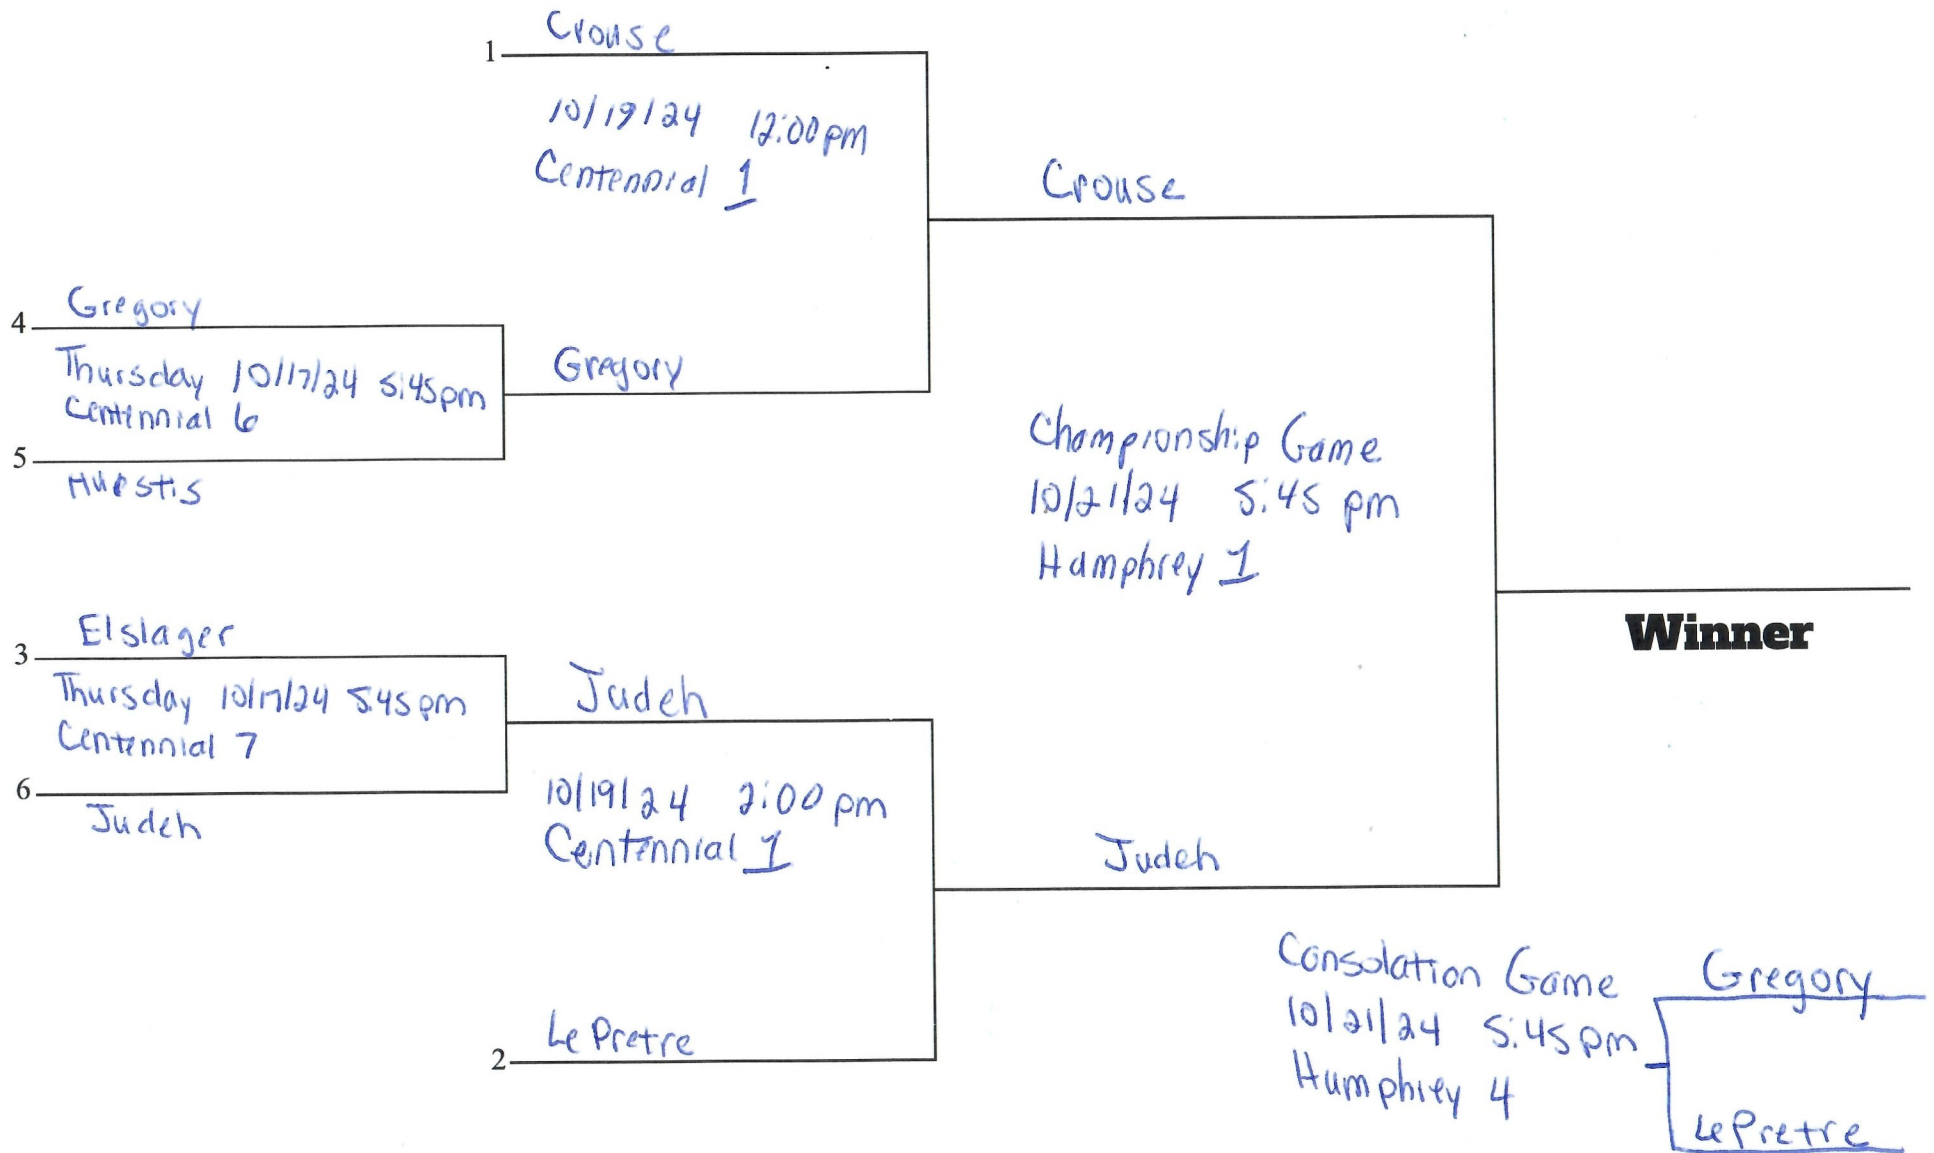 Crouse
1
10/19/24 12:00pm
Centennial 1
Crouse
Gregory
4
Thursday 10/17/24 5:45pm
Centennial 6
Gregory
5
Huestis
Championship Game
10/21/24 5:45 pm
Humphrey 1
Winner
Elslager
3
Thursday 10/17/24 5:45pm
Centennial 7
Judeh
6
Judeh
10/19/24 2:00pm
Centennial 1
Judeh
Le Pretre
2
Consolation Game
10/21/24 5:45pm
Humphrey 4
Gregory
Le Pretre